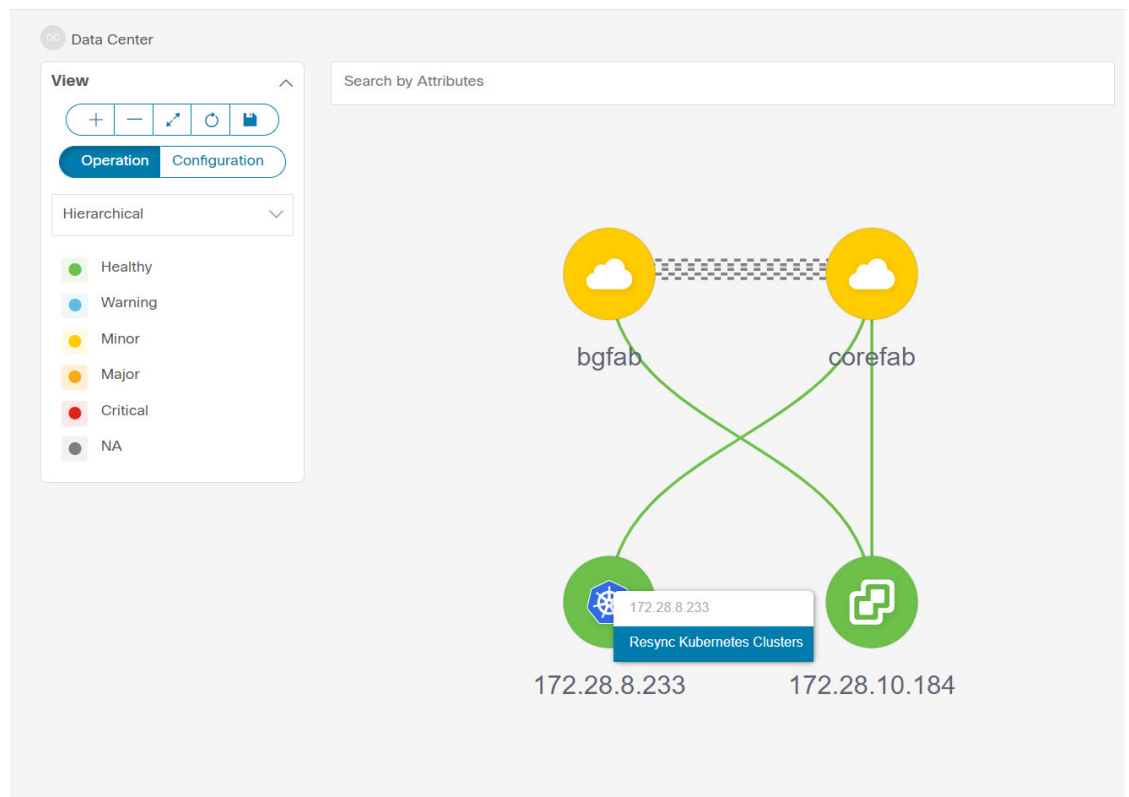 DC Data Center
View
Search by Attributes
Operation Configuration
Hierarchical
Healthy
Warning
Minor
Major
Critical
NA
bgfab
corefab
172.28.8.233
Resync Kubernetes Clusters
172.28.8.233
172.28.10.184